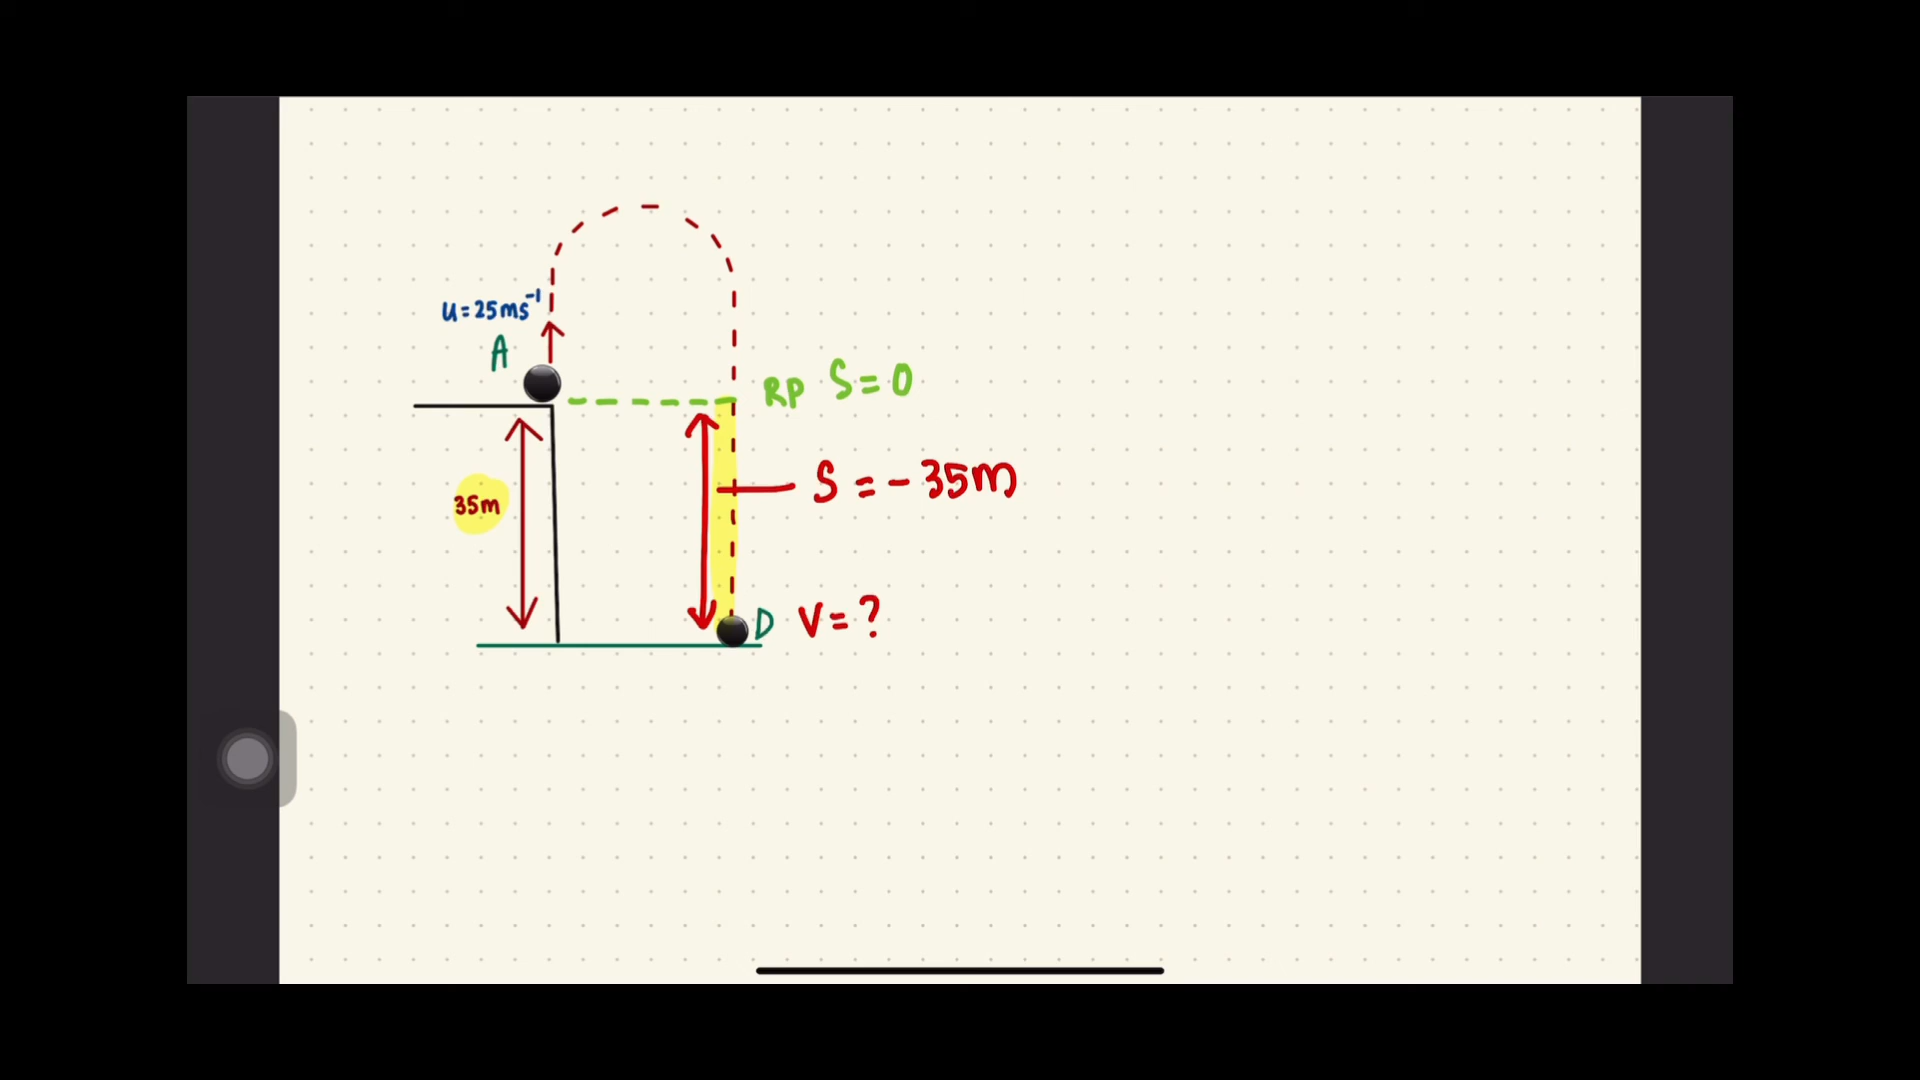 u = 25ms⁻¹
A
RP S = 0
S = - 35m
35m
D V = ?